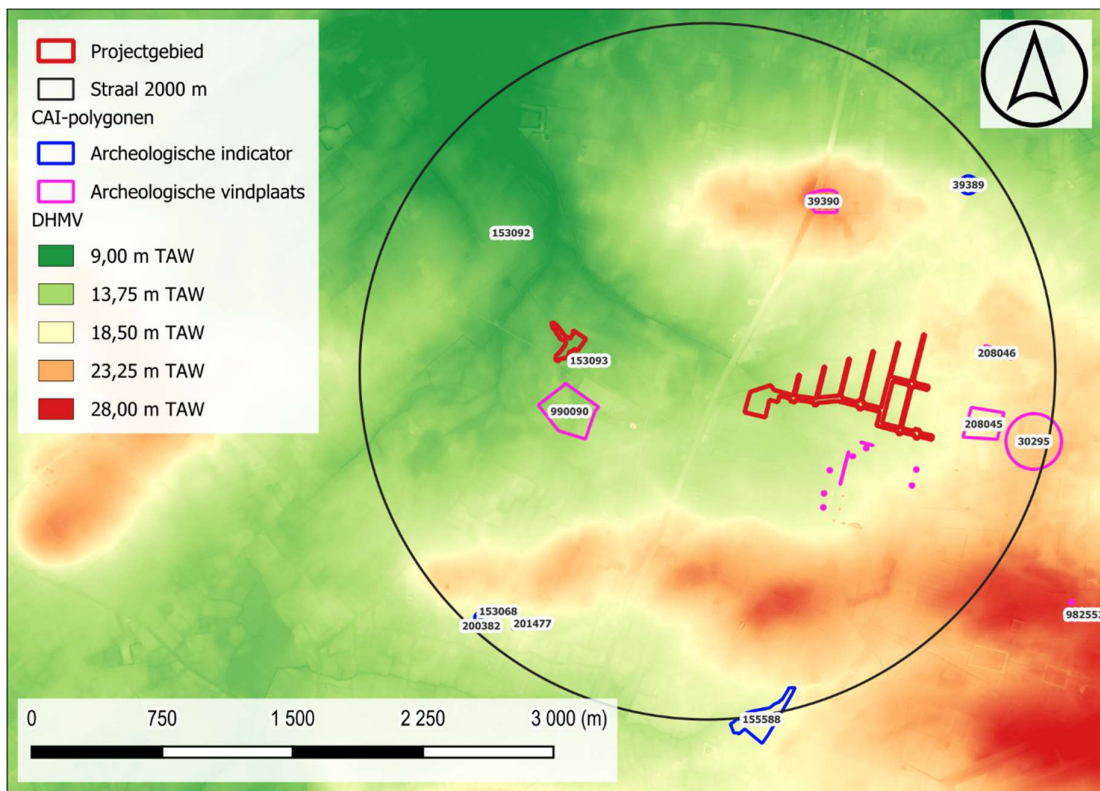 Projectgebied
Straal 2000 m
CAI-polygonen
Archeologische indicator
Archeologische vindplaats
DHMV
9,00 m TAW
13,75 m TAW
18,50 m TAW
23,25 m TAW
28,00 m TAW
39389
39390
153092
208046
153093
990090
208045
30295
98255
153068
200382
201477
155588
0 750 1 500 2 250 3 000 (m)